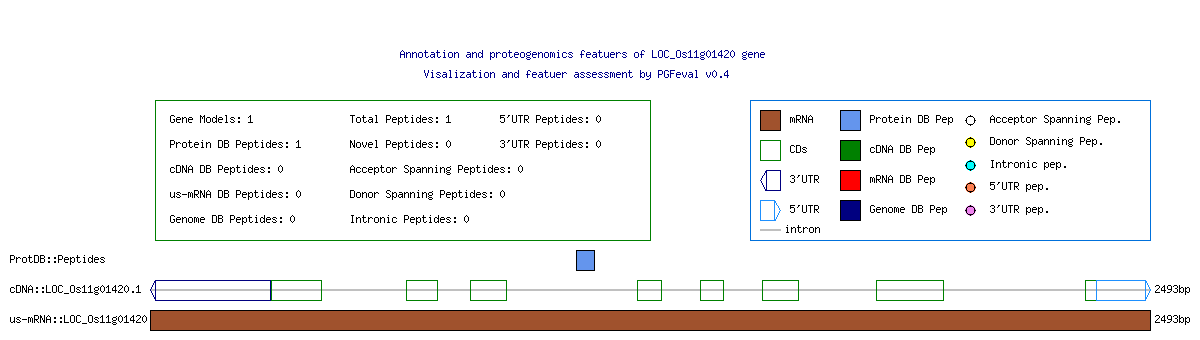 Annotation and proteogenomics featuers of LOC_Os11g01420 gene
Visalization and featuer assessment by PGFeval v0.4
Gene Models: 1 Total Peptides: 1 5'UTR Peptides: 0
Protein DB Peptides: 1 Novel Peptides: 0 3'UTR Peptides: 0
cDNA DB Peptides: 0 Acceptor Spanning Peptides: 0
us-mRNA DB Peptides: 0 Donor Spanning Peptides: 0
Genome DB Peptides: 0 Intronic Peptides: 0
mRNA Protein DB Pep Acceptor Spanning Pep.
CDs cDNA DB Pep Donor Spanning Pep.
3'UTR mRNA DB Pep Intronic pep.
5'UTR Genome DB Pep 5'UTR pep.
intron 3'UTR pep.
ProtDB::Peptides
cDNA::LOC_Os11g01420.1 2493bp
us-mRNA::LOC_Os11g01420 2493bp